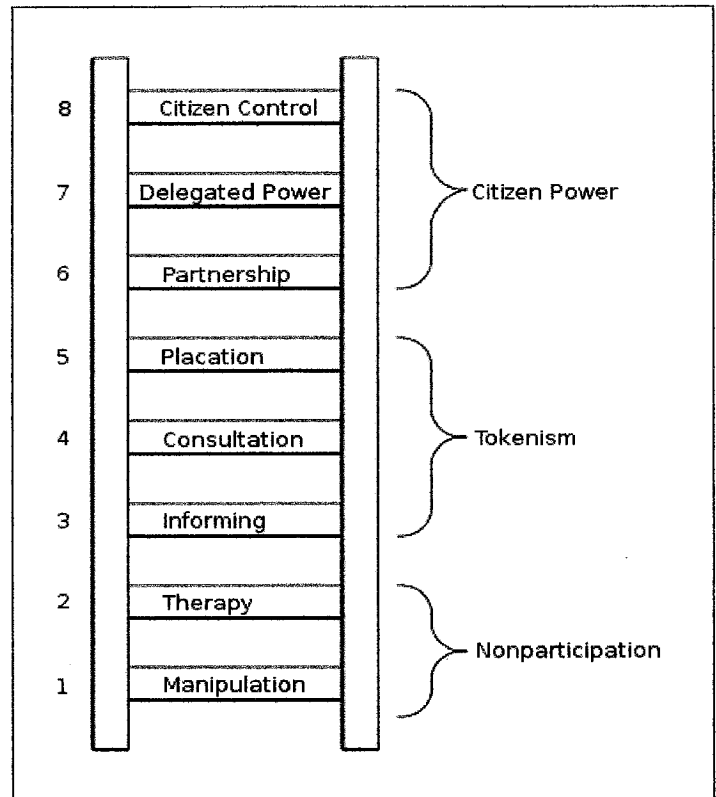 8 Citizen Control
7 Delegated Power
Citizen Power
6 Partnership
5 Placation
4 Consultation
Tokenism
3 Informing
2 Therapy
Nonparticipation
1 Manipulation